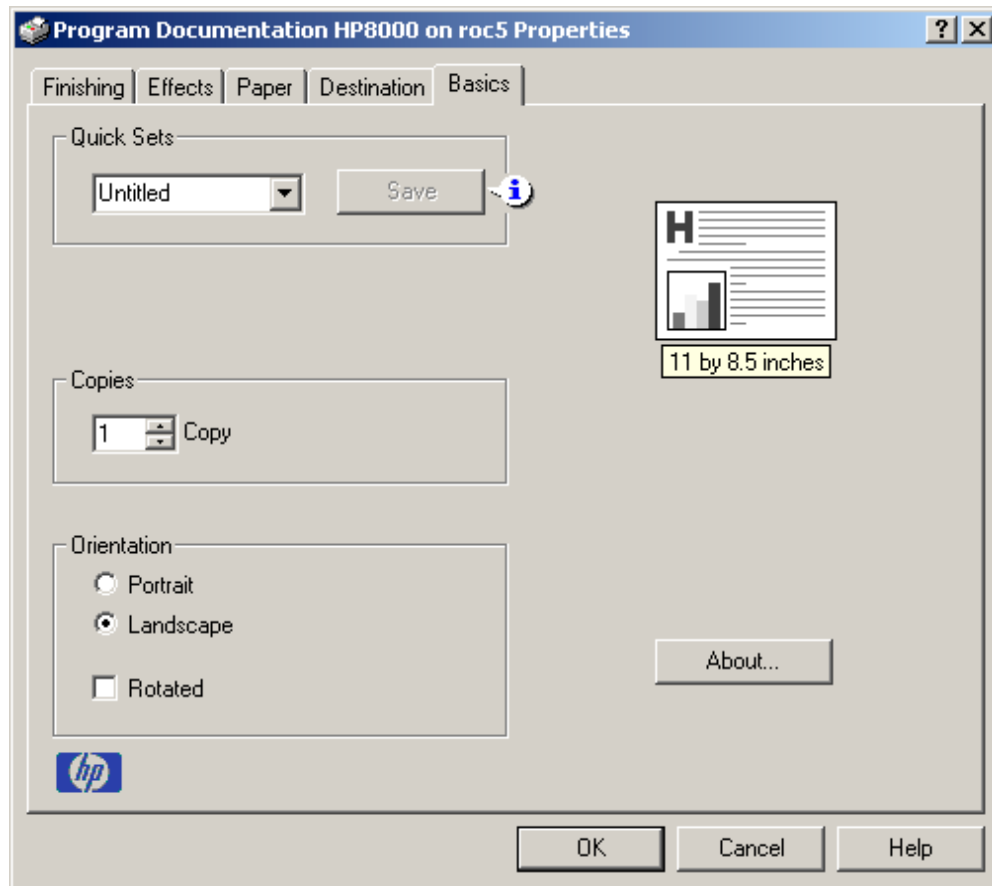 Program Documentation HP8000 on roc5 Properties
Finishing Effects Paper Destination Basics
Quick Sets
Untitled Save i
H
11 by 8.5 inches
Copies
1 Copy
Orientation
Portrait
Landscape
Rotated
About...
hp
OK Cancel Help